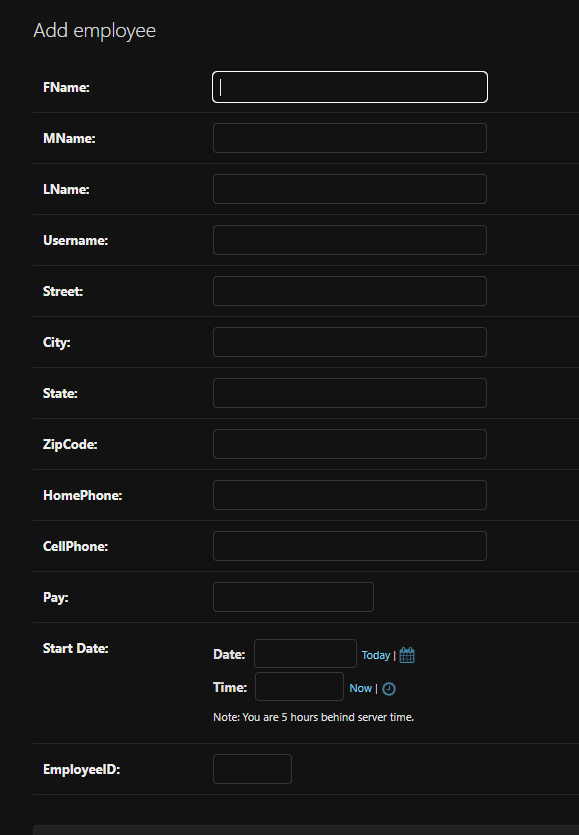 Add employee
FName:
MName:
LName:
Username:
Street:
City:
State:
ZipCode:
HomePhone:
CellPhone:
Pay:
Start Date:
Date: Today |
Time: Now |
Note: You are 5 hours behind server time.
EmployeeID: